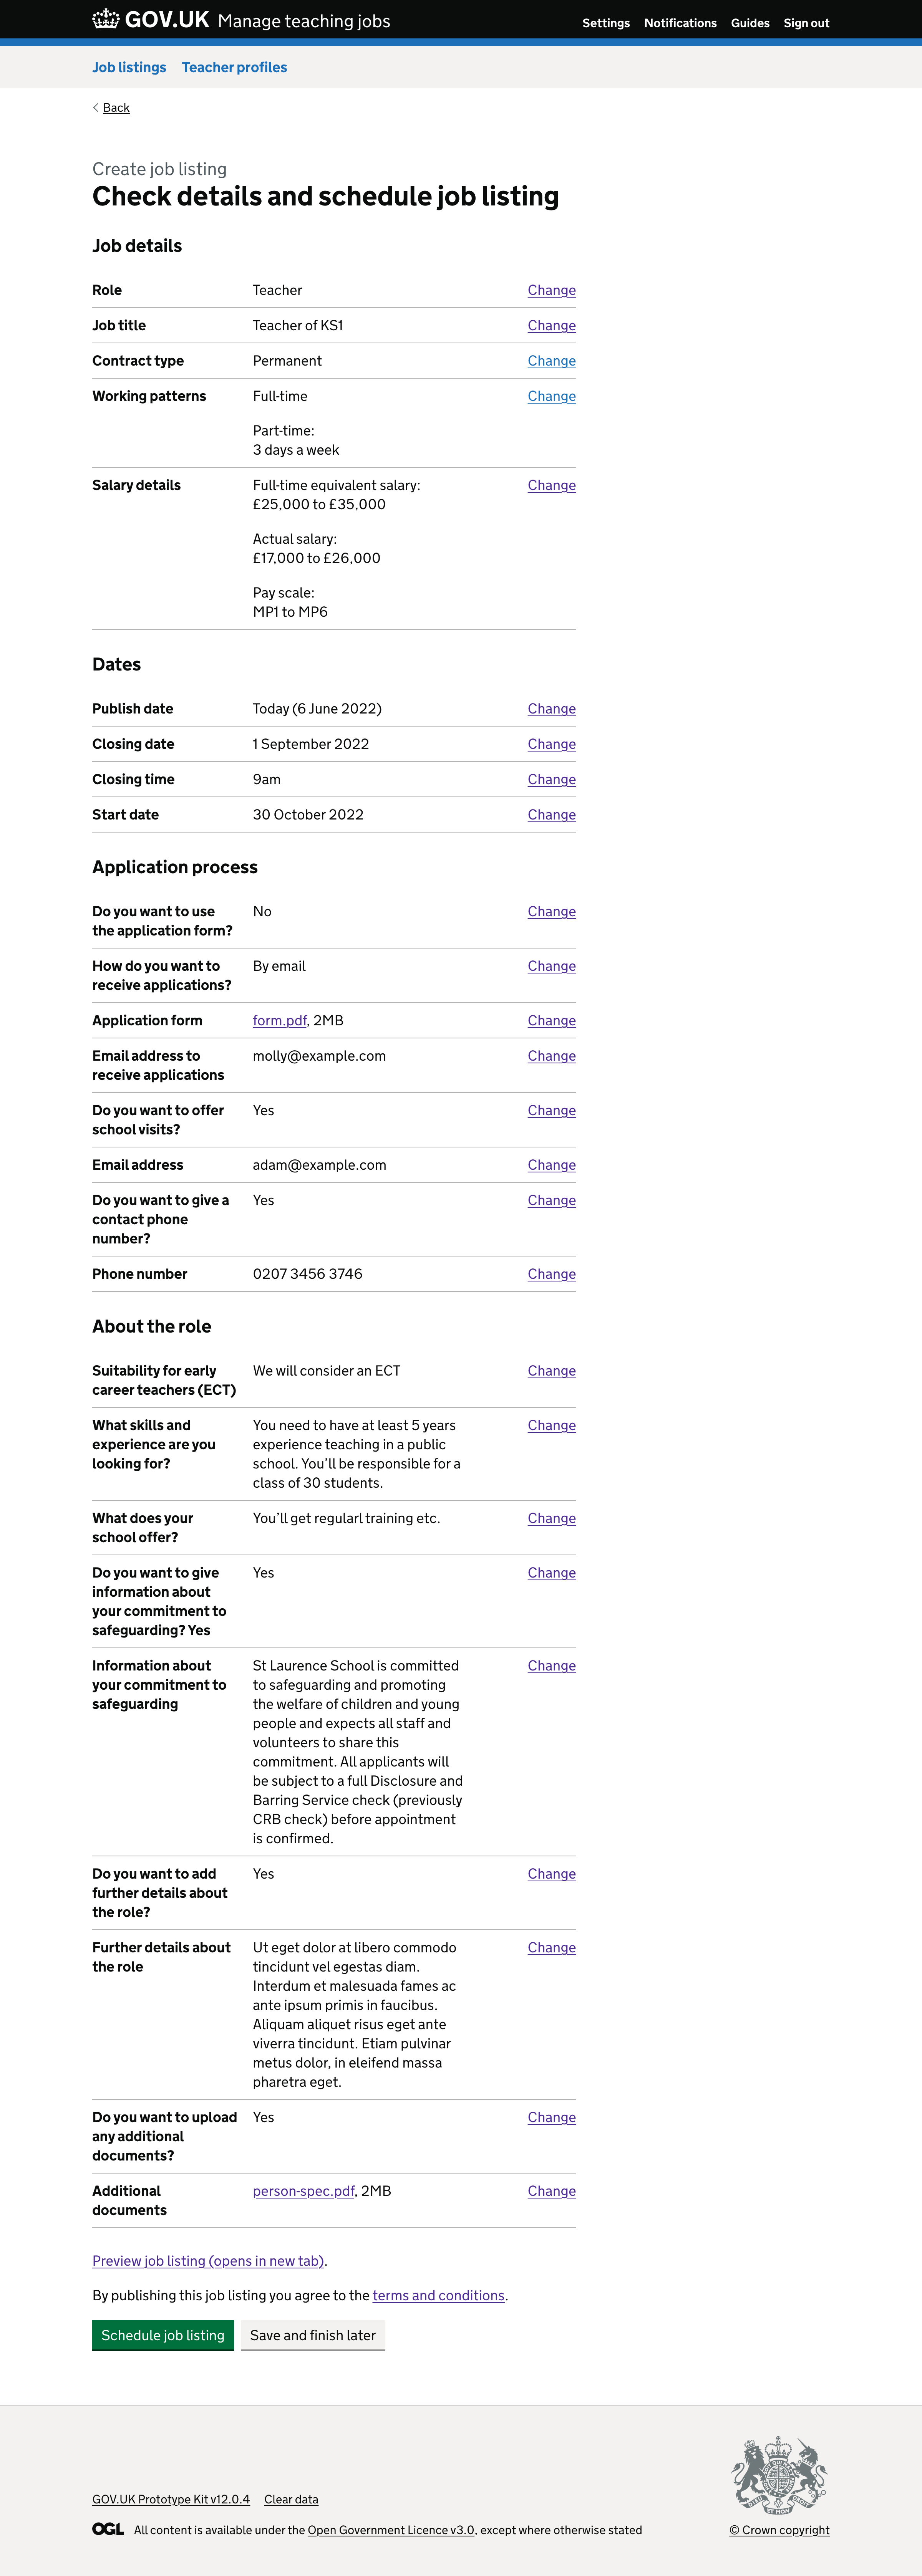 GOV.UK Manage teaching jobs
Settings Notifications Guides Sign out
Job listings Teacher profiles
Back
Create job listing
Check details and schedule job listing
Job details
Role Teacher Change
Job title Teacher of KS1 Change
Contract type Permanent Change
Working patterns Full-time Change
Part-time:
3 days a week
Salary details Full-time equivalent salary: Change
£25,000 to £35,000
Actual salary:
£17,000 to £26,000
Pay scale:
MP1 to MP6
Dates
Publish date Today (6 June 2022) Change
Closing date 1 September 2022 Change
Closing time 9am Change
Start date 30 October 2022 Change
Application process
Do you want to use No Change
the application form?
How do you want to By email Change
receive applications?
Application form form.pdf, 2MB Change
Email address to molly@example.com Change
receive applications
Do you want to offer Yes Change
school visits?
Email address adam@example.com Change
Do you want to give a Yes Change
contact phone
number?
Phone number 0207 3456 3746 Change
About the role
Suitability for early We will consider an ECT Change
career teachers (ECT)
What skills and You need to have at least 5 years Change
experience are you experience teaching in a public
looking for? school. You’ll be responsible for a
class of 30 students.
What does your You’ll get regularl training etc. Change
school offer?
Do you want to give Yes Change
information about
your commitment to
safeguarding? Yes
Information about St Laurence School is committed Change
your commitment to to safeguarding and promoting
safeguarding the welfare of children and young
people and expects all staff and
volunteers to share this
commitment. All applicants will
be subject to a full Disclosure and
Barring Service check (previously
CRB check) before appointment
is confirmed.
Do you want to add Yes Change
further details about
the role?
Further details about Ut eget dolor at libero commodo Change
the role tincidunt vel egestas diam.
Interdum et malesuada fames ac
ante ipsum primis in faucibus.
Aliquam aliquet risus eget ante
viverra tincidunt. Etiam pulvinar
metus dolor, in eleifend massa
pharetra eget.
Do you want to upload Yes Change
any additional
documents?
Additional person-spec.pdf, 2MB Change
documents
Preview job listing (opens in new tab).
By publishing this job listing you agree to the terms and conditions.
Schedule job listing Save and finish later
GOV.UK Prototype Kit v12.0.4 Clear data
OGL All content is available under the Open Government Licence v3.0, except where otherwise stated
© Crown copyright